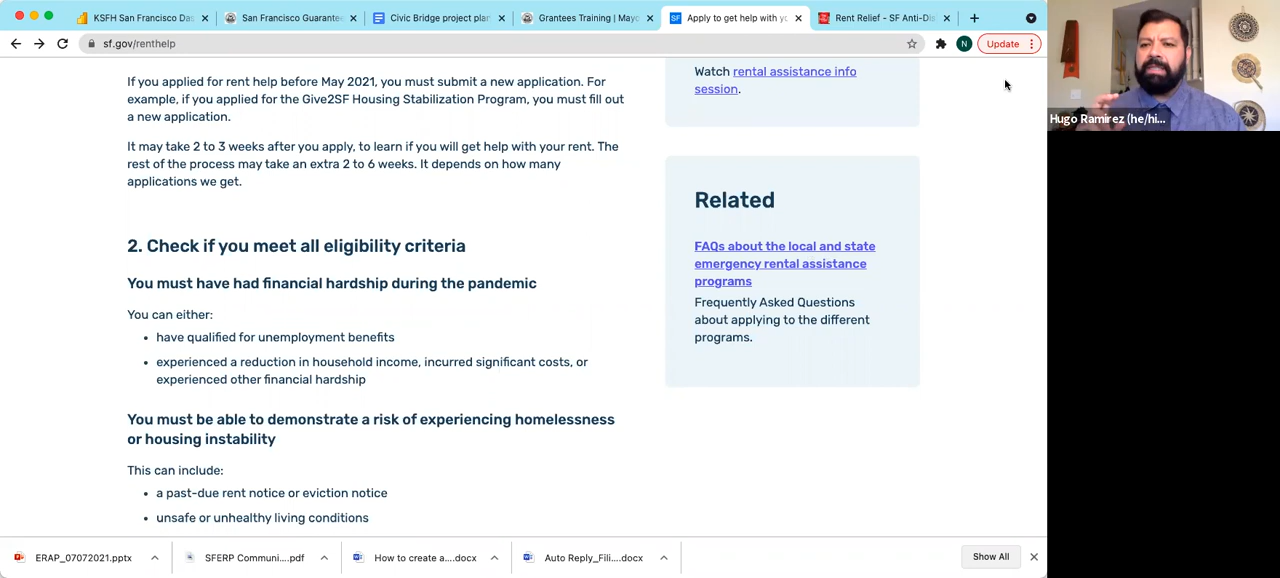 KSFH San Francisco Das
San Francisco Guarantee
Civic Bridge project plan
Grantees Training | Mayo
Apply to get help with yo
Rent Relief - SF Anti-Dis
sf.gov/renthelp
N
Update
If you applied for rent help before May 2021, you must submit a new application. For
example, if you applied for the Give2SF Housing Stabilization Program, you must fill out
a new application.
It may take 2 to 3 weeks after you apply, to learn if you will get help with your rent. The
rest of the process may take an extra 2 to 6 weeks. It depends on how many
applications we get.
2. Check if you meet all eligibility criteria
You must have had financial hardship during the pandemic
You can either:
• have qualified for unemployment benefits
• experienced a reduction in household income, incurred significant costs, or
experienced other financial hardship
You must be able to demonstrate a risk of experiencing homelessness
or housing instability
This can include:
• a past-due rent notice or eviction notice
• unsafe or unhealthy living conditions
Watch rental assistance info
session.
Related
FAQs about the local and state
emergency rental assistance
programs
Frequently Asked Questions
about applying to the different
programs.
Hugo Ramirez (he/hi...
ERAP_07072021.pptx
SFERP Communi....pdf
How to create a....docx
Auto Reply_Fili....docx
Show All